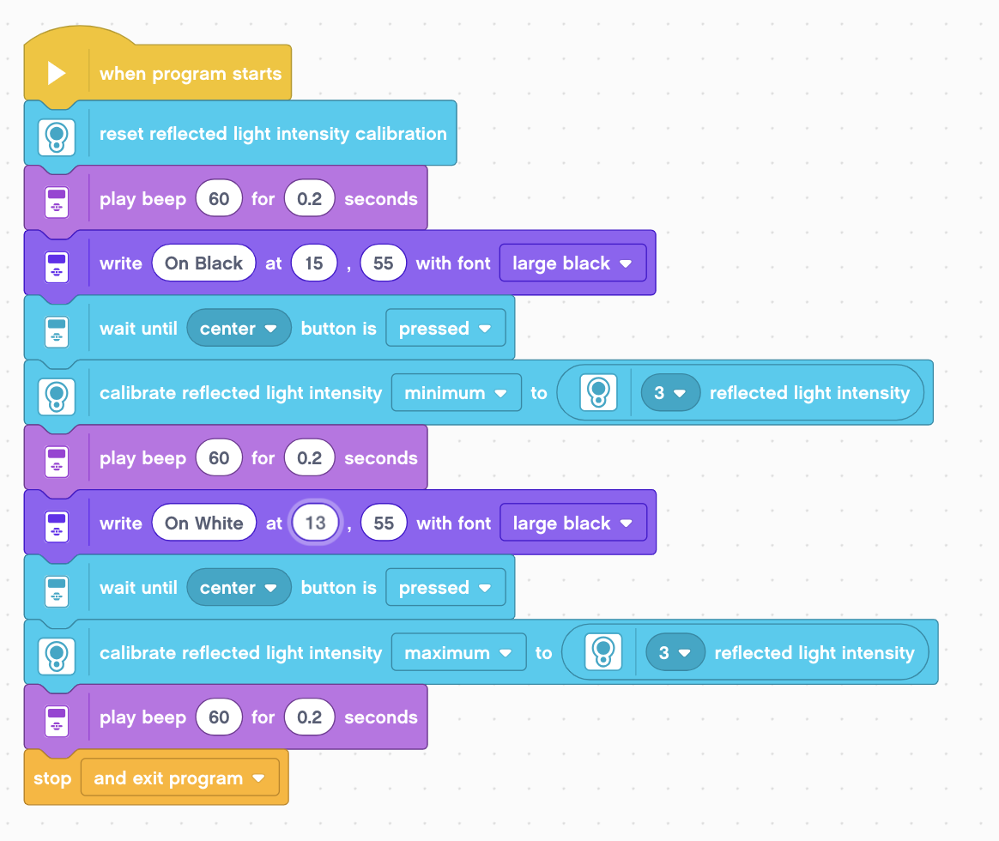 when program starts
reset reflected light intensity calibration
play beep 60 for 0.2 seconds
write On Black at 15 , 55 with font large black
wait until center button is pressed
calibrate reflected light intensity minimum to 3 reflected light intensity
play beep 60 for 0.2 seconds
write On White at 13 , 55 with font large black
wait until center button is pressed
calibrate reflected light intensity maximum to 3 reflected light intensity
play beep 60 for 0.2 seconds
stop and exit program